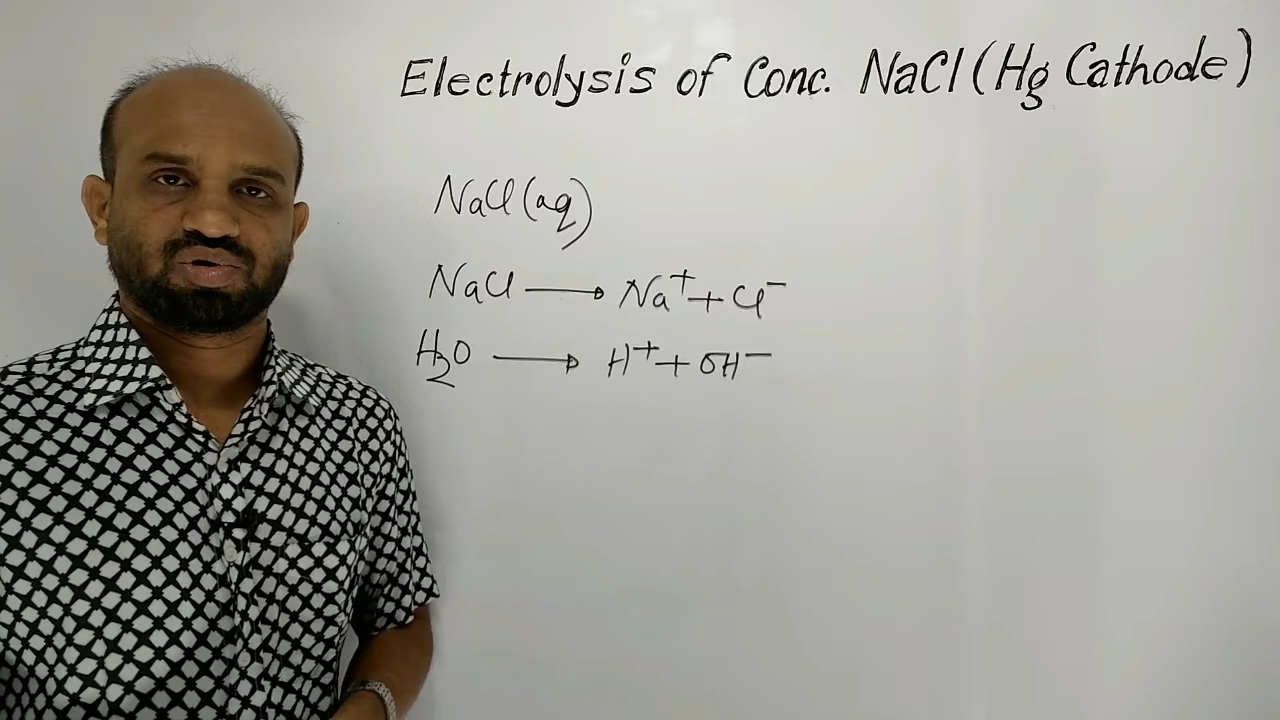 Electrolysis of Conc. NaCl (Hg Cathode)
NaCl (aq)
NaCl ⟶ Na⁺ + Cl⁻
H₂O ⟶ H⁺ + OH⁻